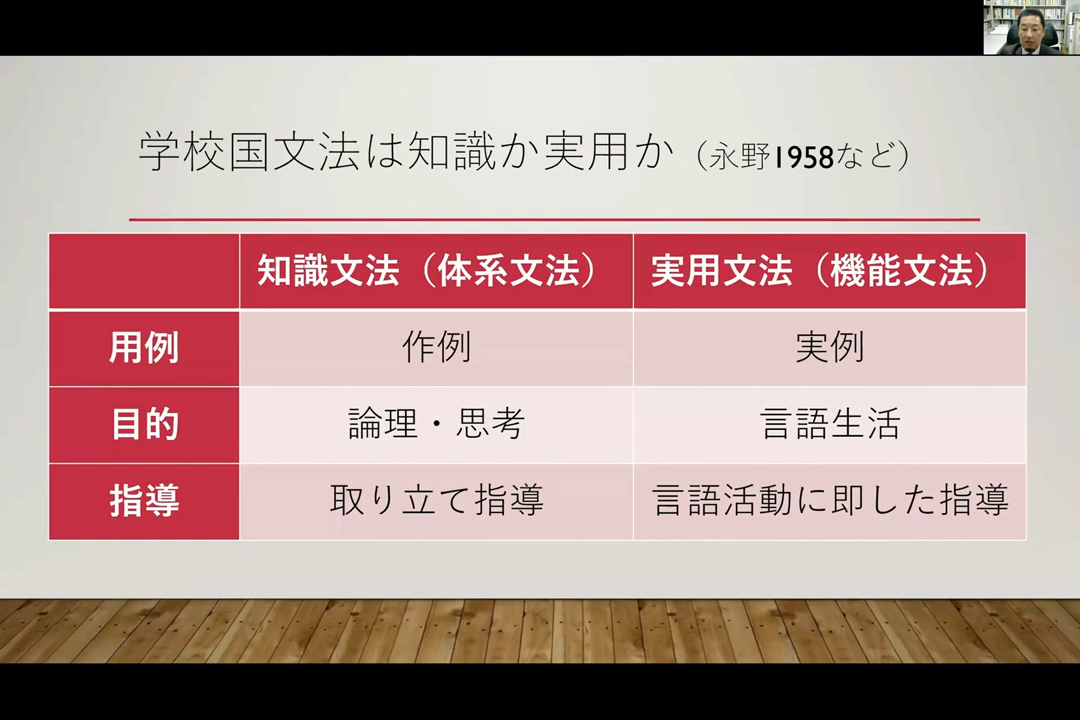 学校国文法は知識か実用か（永野1958など）
知識文法（体系文法） 実用文法（機能文法）
用例 作例 実例
目的 論理・思考 言語生活
指導 取り立て指導 言語活動に即した指導